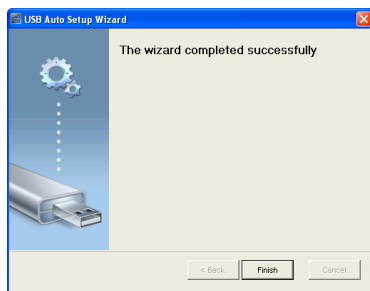 USB Auto Setup Wizard
The wizard completed successfully
< Back
Finish
Cancel